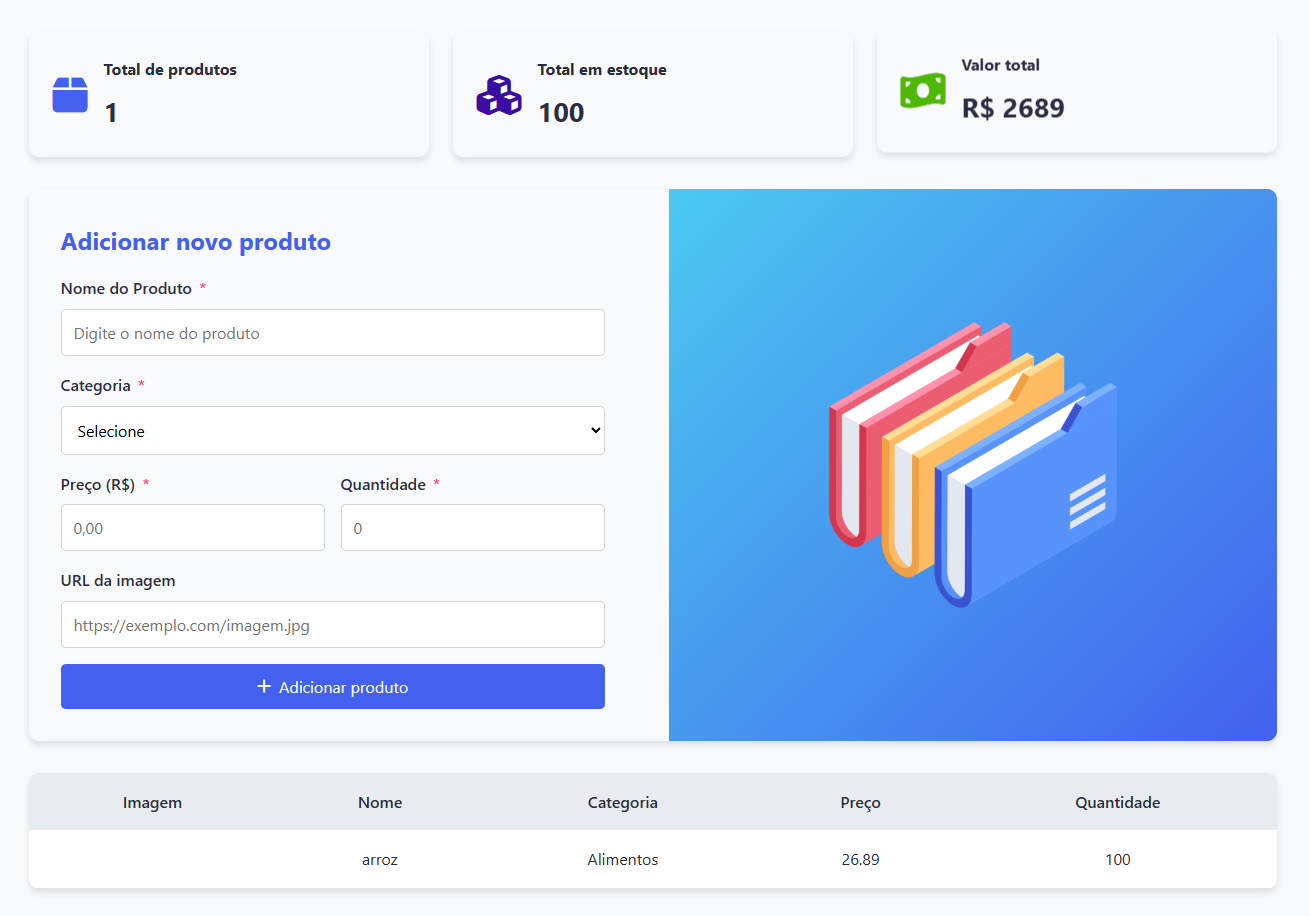 Total de produtos
1
Total em estoque
100
Valor total
R$ 2689
Adicionar novo produto
Nome do Produto *
Digite o nome do produto
Categoria *
Selecione
Preço (R$) * Quantidade *
0,00 0
URL da imagem
https://exemplo.com/imagem.jpg
+ Adicionar produto
Imagem Nome Categoria Preço Quantidade
arroz Alimentos 26.89 100